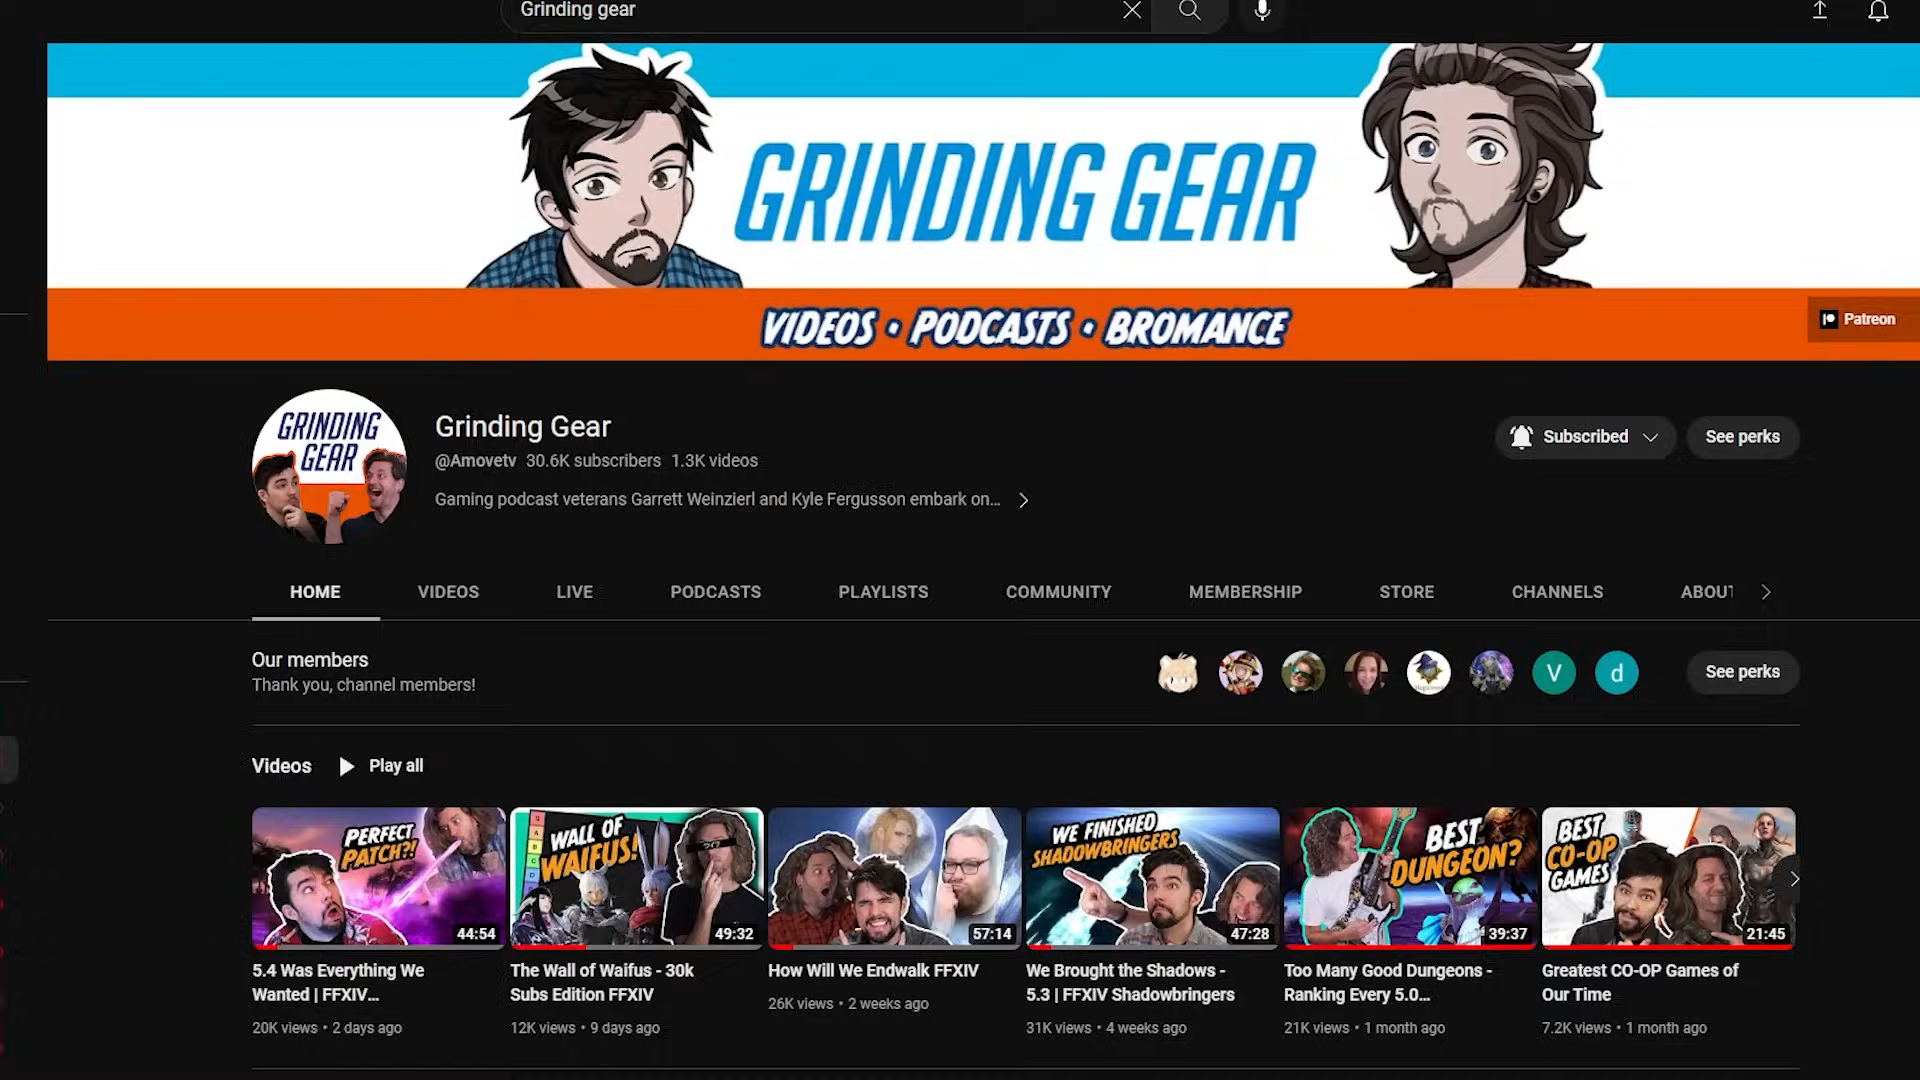 Grinding gear
GRINDING GEAR
VIDEOS • PODCASTS • BROMANCE
Patreon
GRINDING
GEAR
Grinding Gear
@Amovetv 30.6K subscribers 1.3K videos
Gaming podcast veterans Garrett Weinzierl and Kyle Fergusson embark on...
Subscribed
See perks
HOME VIDEOS LIVE PODCASTS PLAYLISTS COMMUNITY MEMBERSHIP STORE CHANNELS ABOUT
Our members
Thank you, channel members!
V
d
See perks
Videos Play all
PERFECT
PATCH?!
44:54
WALL OF
WAIFUS!
49:32
57:14
WE FINISHED
SHADOWBRINGERS
47:28
BEST
DUNGEON?
39:37
BEST
CO-OP
GAMES
21:45
5.4 Was Everything We
Wanted | FFXIV...
20K views • 2 days ago
The Wall of Waifus - 30k
Subs Edition FFXIV
12K views • 9 days ago
How Will We Endwalk FFXIV
26K views • 2 weeks ago
We Brought the Shadows -
5.3 | FFXIV Shadowbringers
31K views • 4 weeks ago
Too Many Good Dungeons -
Ranking Every 5.0...
21K views • 1 month ago
Greatest CO-OP Games of
Our Time
7.2K views • 1 month ago